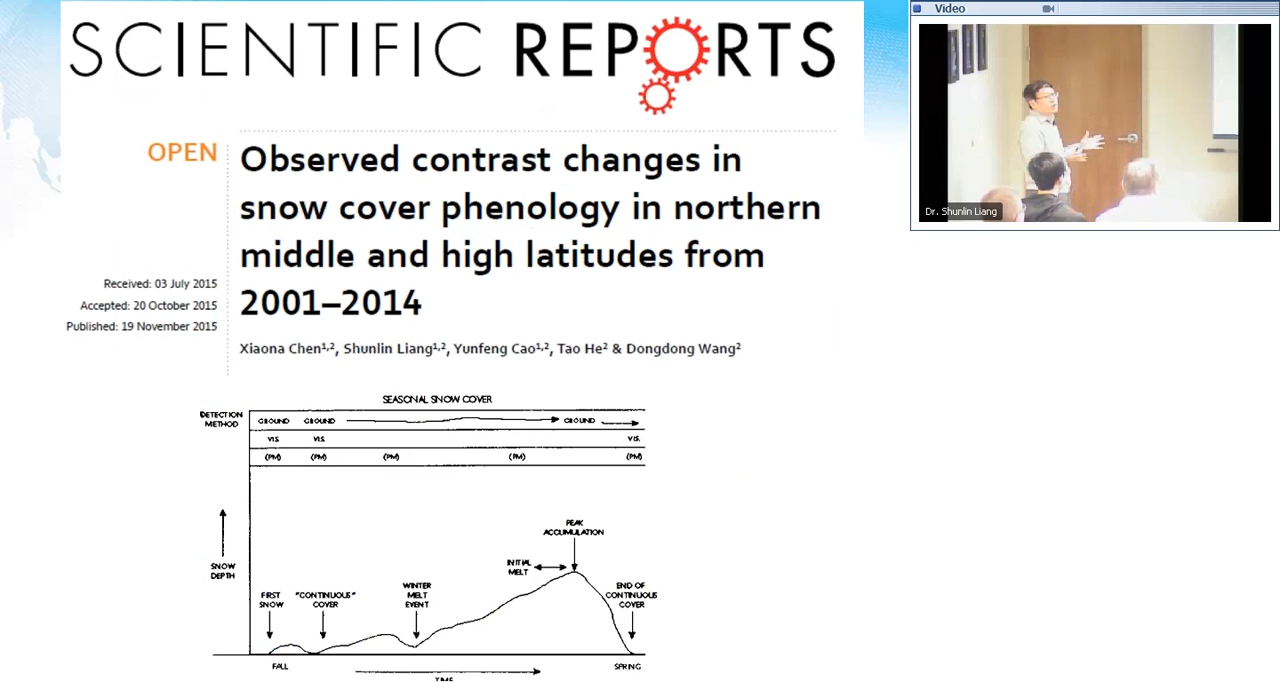 SCIENTIFIC REPORTS
Video
OPEN
Observed contrast changes in
snow cover phenology in northern
middle and high latitudes from
2001–2014
Received: 03 July 2015
Accepted: 20 October 2015
Published: 19 November 2015
Xiaona Chen¹,², Shunlin Liang¹,², Yunfeng Cao¹,², Tao He² & Dongdong Wang²
Dr. Shunlin Liang
SEASONAL SNOW COVER
DETECTION
METHOD
GROUND GROUND GROUND
VIS. VIS. VIS.
(PM) (PM) (PM) (PM) (PM)
SNOW
DEPTH
PEAK
ACCUMULATION
INITIAL
MELT
FIRST
SNOW
"CONTINUOUS"
COVER
WINTER
MELT
EVENT
END OF
CONTINUOUS
COVER
FALL SPRING
TIME